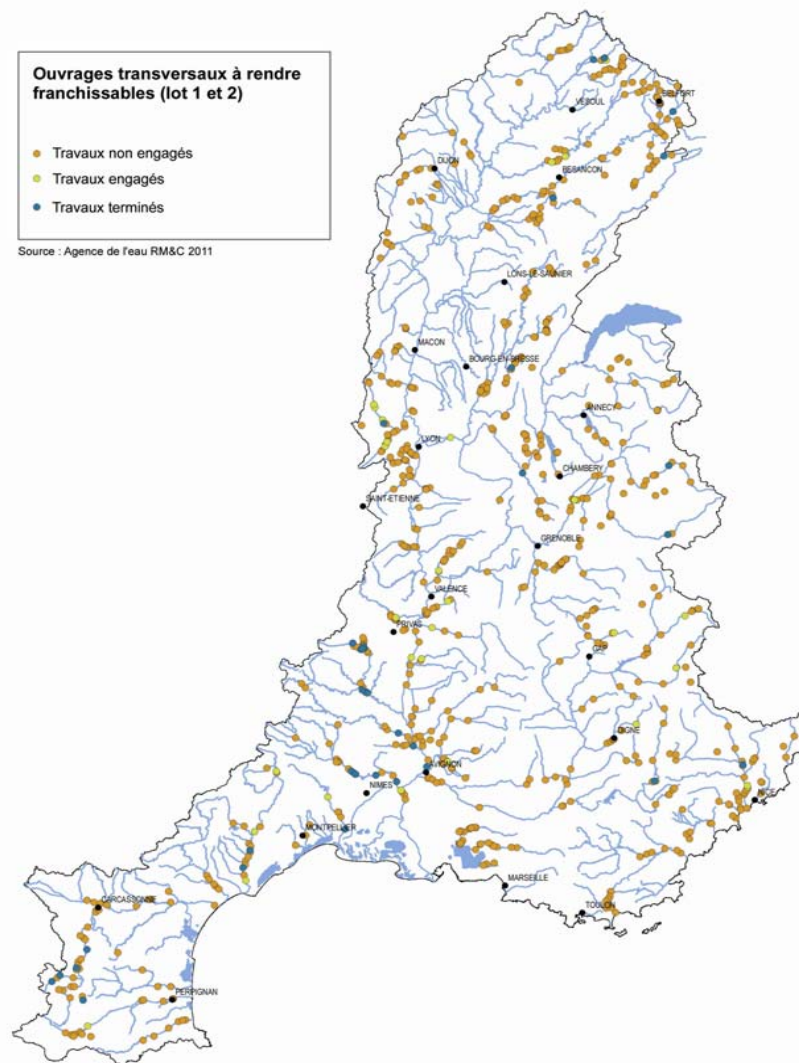 Ouvrages transversaux à rendre
franchissables (lot 1 et 2)
Travaux non engagés
Travaux engagés
Travaux terminés
Source : Agence de l'eau RM&C 2011
VESOUL
BELFORT
DIJON
BESANCON
LONS-LE-SAUNIER
MACON
BOURG-EN-BRESSE
ANNECY
LYON
CHAMBERY
SAINT-ETIENNE
GRENOBLE
VALENCE
PRIVAS
GAP
DIGNE
AVIGNON
NIMES
NICE
MONTPELLIER
MARSEILLE
CARCASSONNE
TOULON
PERPIGNAN